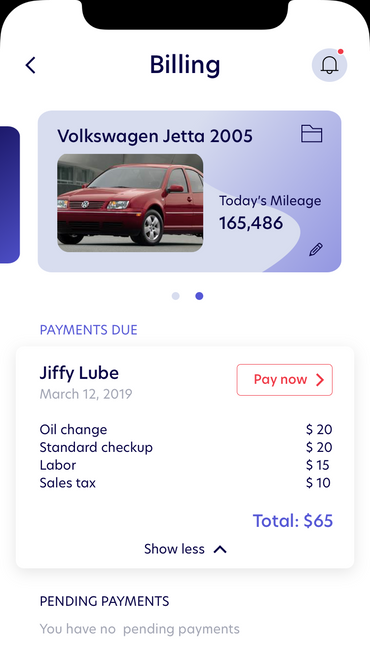 Billing
Volkswagen Jetta 2005
Today's Mileage
165,486
PAYMENTS DUE
Jiffy Lube
Pay now
March 12, 2019
Oil change $ 20
Standard checkup $ 20
Labor $ 15
Sales tax $ 10
Total: $65
Show less
PENDING PAYMENTS
You have no  pending payments